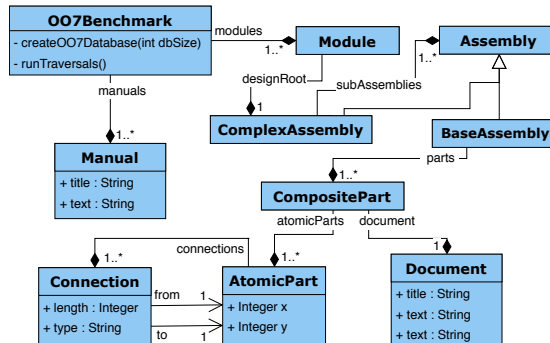 OO7Benchmark
- createOO7Database(int dbSize)
- runTraversals()
modules
1..*
Module
1..*
Assembly
designRoot
subAssemblies
1
ComplexAssembly
BaseAssembly
manuals
1..*
Manual
+ title : String
+ text : String
parts
1..*
CompositePart
atomicParts
document
connections
1..*
1..*
1
Connection
+ length : Integer
+ type : String
from
1
to
1
AtomicPart
+ Integer x
+ Integer y
Document
+ title : String
+ text : String
+ text : String